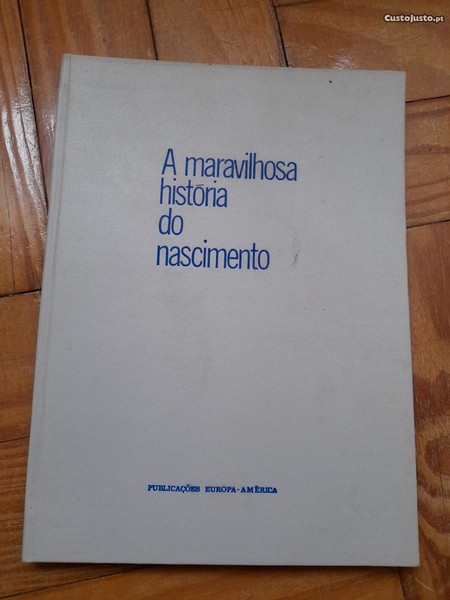 CustoJusto.pt
A maravilhosa
história
do
nascimento
PUBLICAÇÕES EUROPA-AMÉRICA